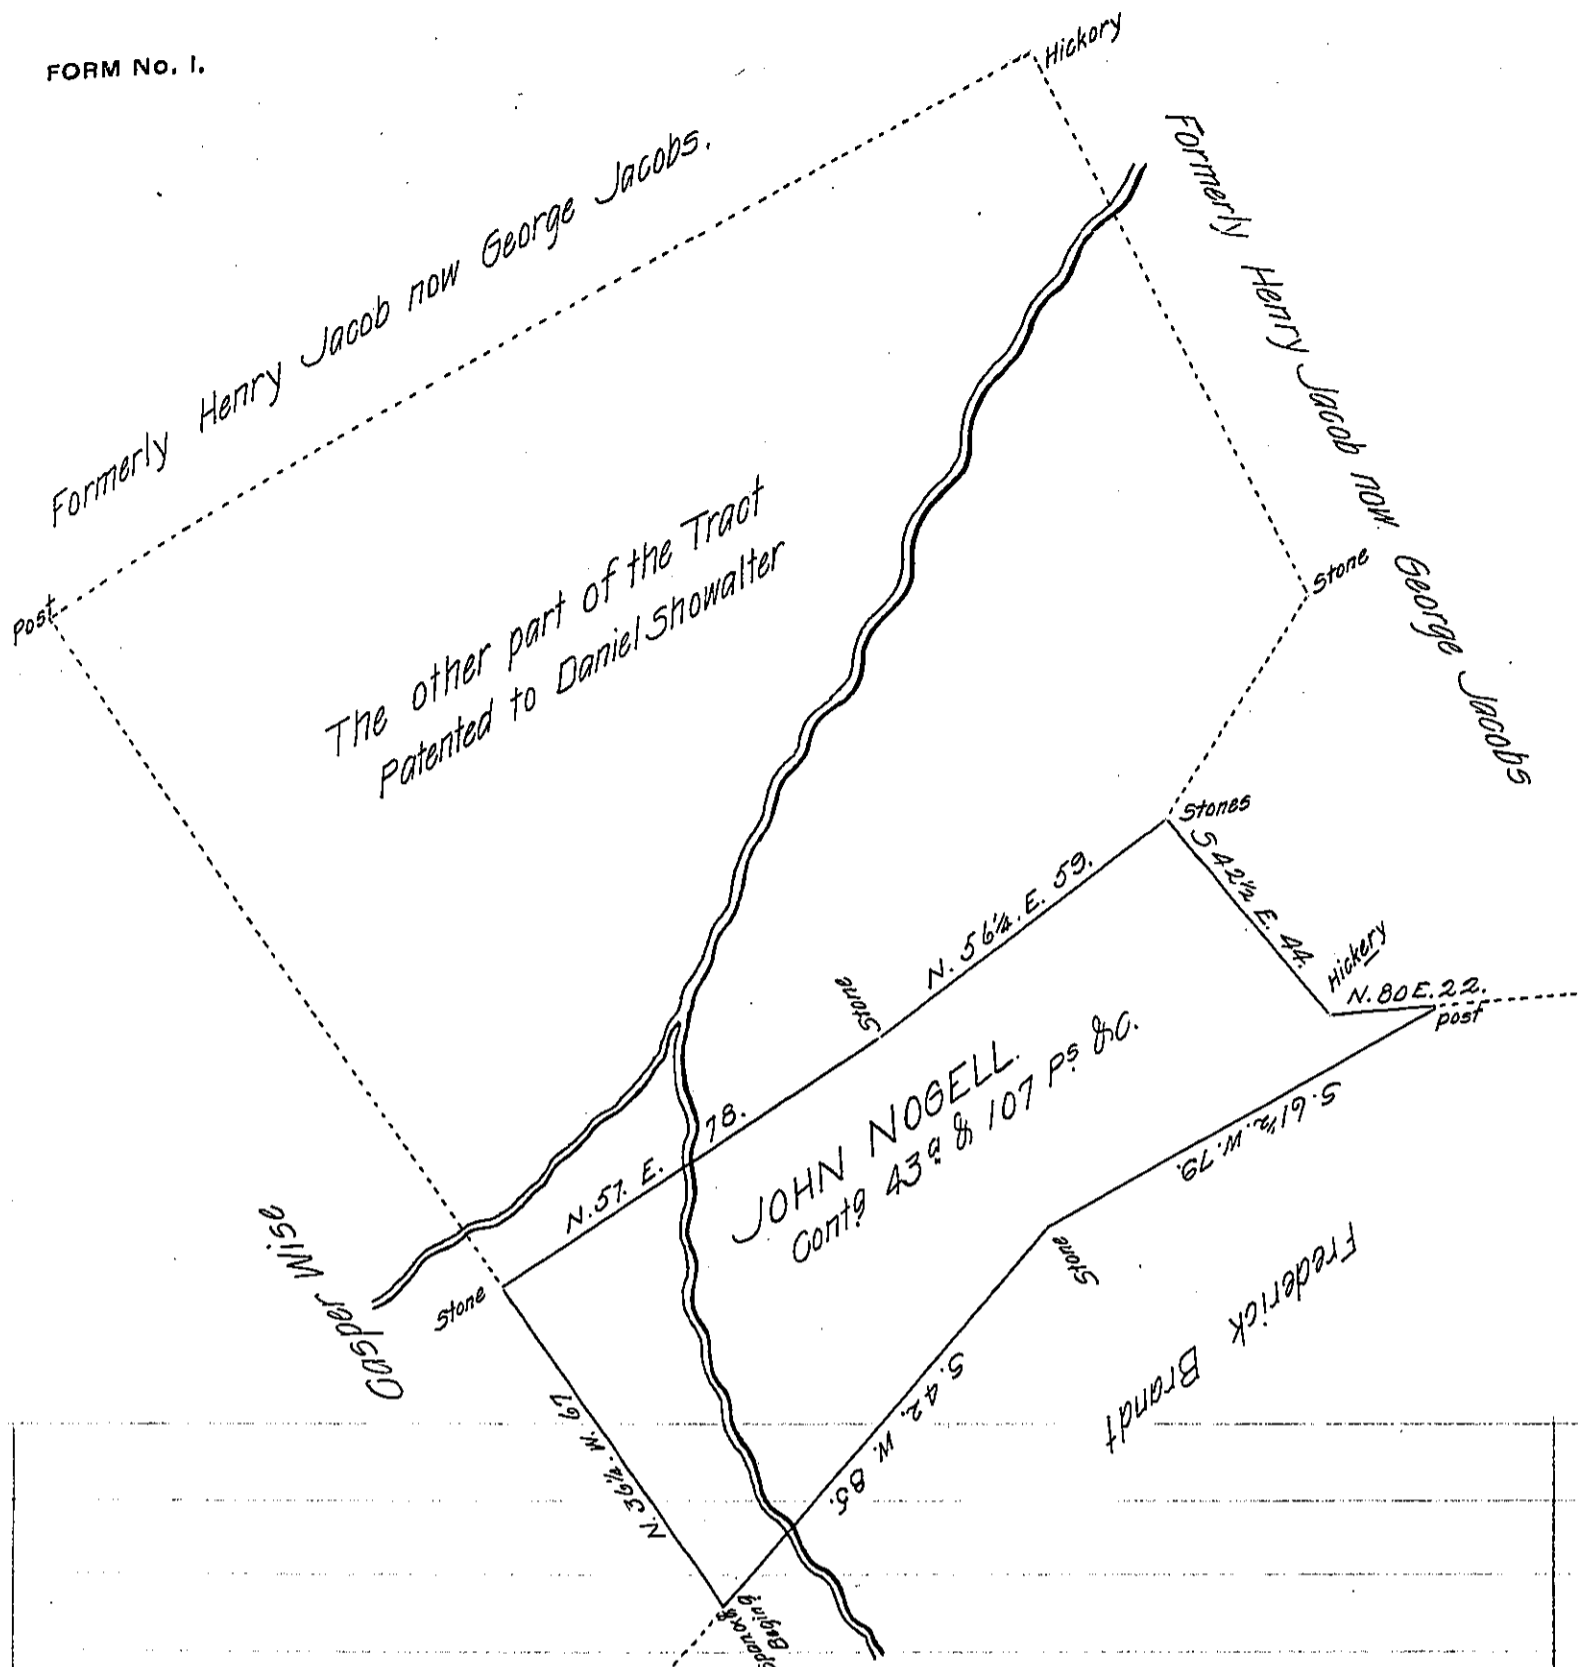 FORM No. 1.
Hickory
Formerly Henry Jacob now George Jacobs.
Formerly Henry Jacob now George Jacobs
Post
The other part of the Tract
Patented to Daniel Showalter
Stone
Stones
S 42½ E. 44.
Hickery
N. 80 E. 22.
post
N. 56¼. E. 59.
Stone
N. 57. E. 78.
JOHN NOGELL.
Contg 43a & 107 Ps &c.
S. 61½. W. 79.
Stone
Frederick Brandt
Casper Wise
Stone
N. 36¼. W. 67
S. 42. W. 85.
Beging